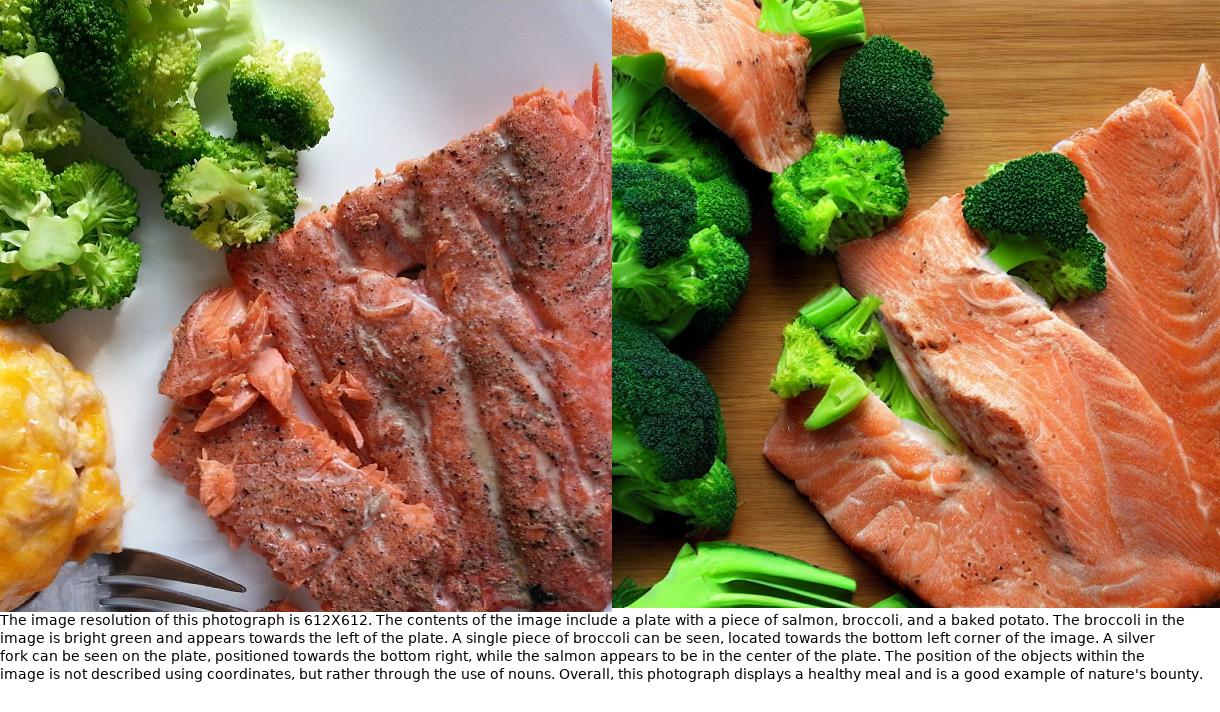 The image resolution of this photograph is 612X612. The contents of the image include a plate with a piece of salmon, broccoli, and a baked potato. The broccoli in the
image is bright green and appears towards the left of the plate. A single piece of broccoli can be seen, located towards the bottom left corner of the image. A silver
fork can be seen on the plate, positioned towards the bottom right, while the salmon appears to be in the center of the plate. The position of the objects within the
image is not described using coordinates, but rather through the use of nouns. Overall, this photograph displays a healthy meal and is a good example of nature's bounty.